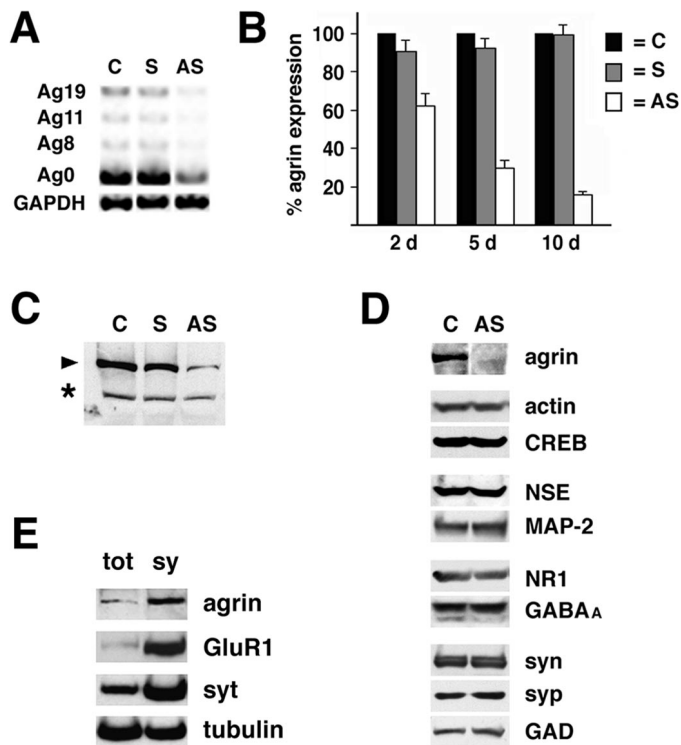 A
C S AS
Ag19
Ag11
Ag8
Ag0
GAPDH
B
% agrin expression
100
80
60
40
20
2 d 5 d 10 d
= C
= S
= AS
C
C S AS
*
D
C AS
agrin
actin
CREB
NSE
MAP-2
NR1
GABAA
syn
syp
GAD
E
tot sy
agrin
GluR1
syt
tubulin